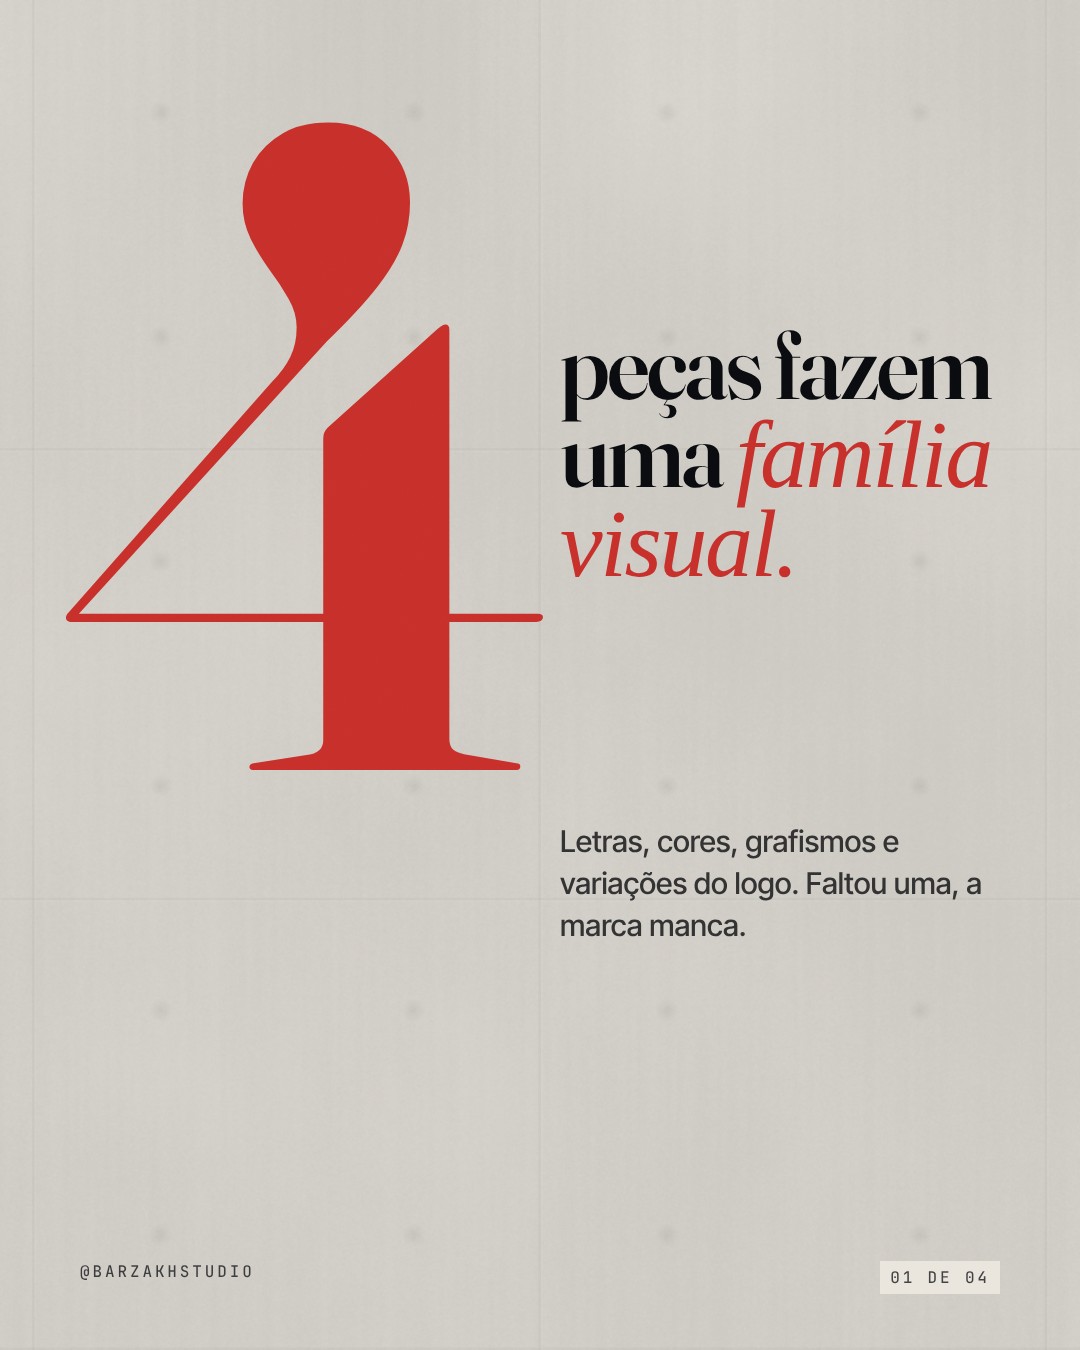 4
peças fazem
uma família
visual.
Letras, cores, grafismos e
variações do logo. Faltou uma, a
marca manca.
@BARZAKHSTUDIO
01 DE 04